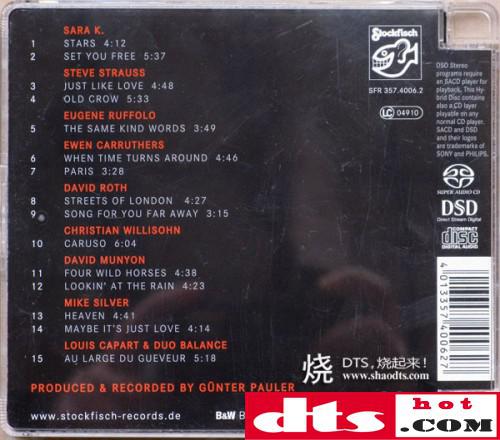 SARA K.
1 STARS 4:12
2 SET YOU FREE 5:37
STEVE STRAUSS
3 JUST LIKE LOVE 4:48
4 OLD CROW 5:33
EUGENE RUFFOLO
5 THE SAME KIND WORDS 3:49
EWEN CARRUTHERS
6 WHEN TIME TURNS AROUND 4:46
7 PARIS 3:28
DAVID ROTH
8 STREETS OF LONDON 4:27
9 SONG FOR YOU FAR AWAY 3:15
CHRISTIAN WILLISOHN
10 CARUSO 6:04
DAVID MUNYON
11 FOUR WILD HORSES 4:38
12 LOOKIN' AT THE RAIN 4:23
MIKE SILVER
13 HEAVEN 4:41
14 MAYBE IT'S JUST LOVE 4:14
LOUIS CAPART & DUO BALANCE
15 AU LARGE DU GUEVEUR 5:18
PRODUCED & RECORDED BY GÜNTER PAULER
www.stockfisch-records.de
B&W B
Stockfisch
SFR 357.4006.2
LC 04910
DSD Stereo
programs require an
SACD player for
playback. This Hy-
brid Disc contains
also a CD layer
playable on any
normal CD player.
SACD and DSD
and their logos
are trademarks of
SONY and PHILIPS.
SUPER AUDIO CD
DSD
Direct Stream Digital
COMPACT
disc
DIGITAL AUDIO
4013357400627
烧 DTS,烧起来!
www.shaodts.com
dts hot
.COM